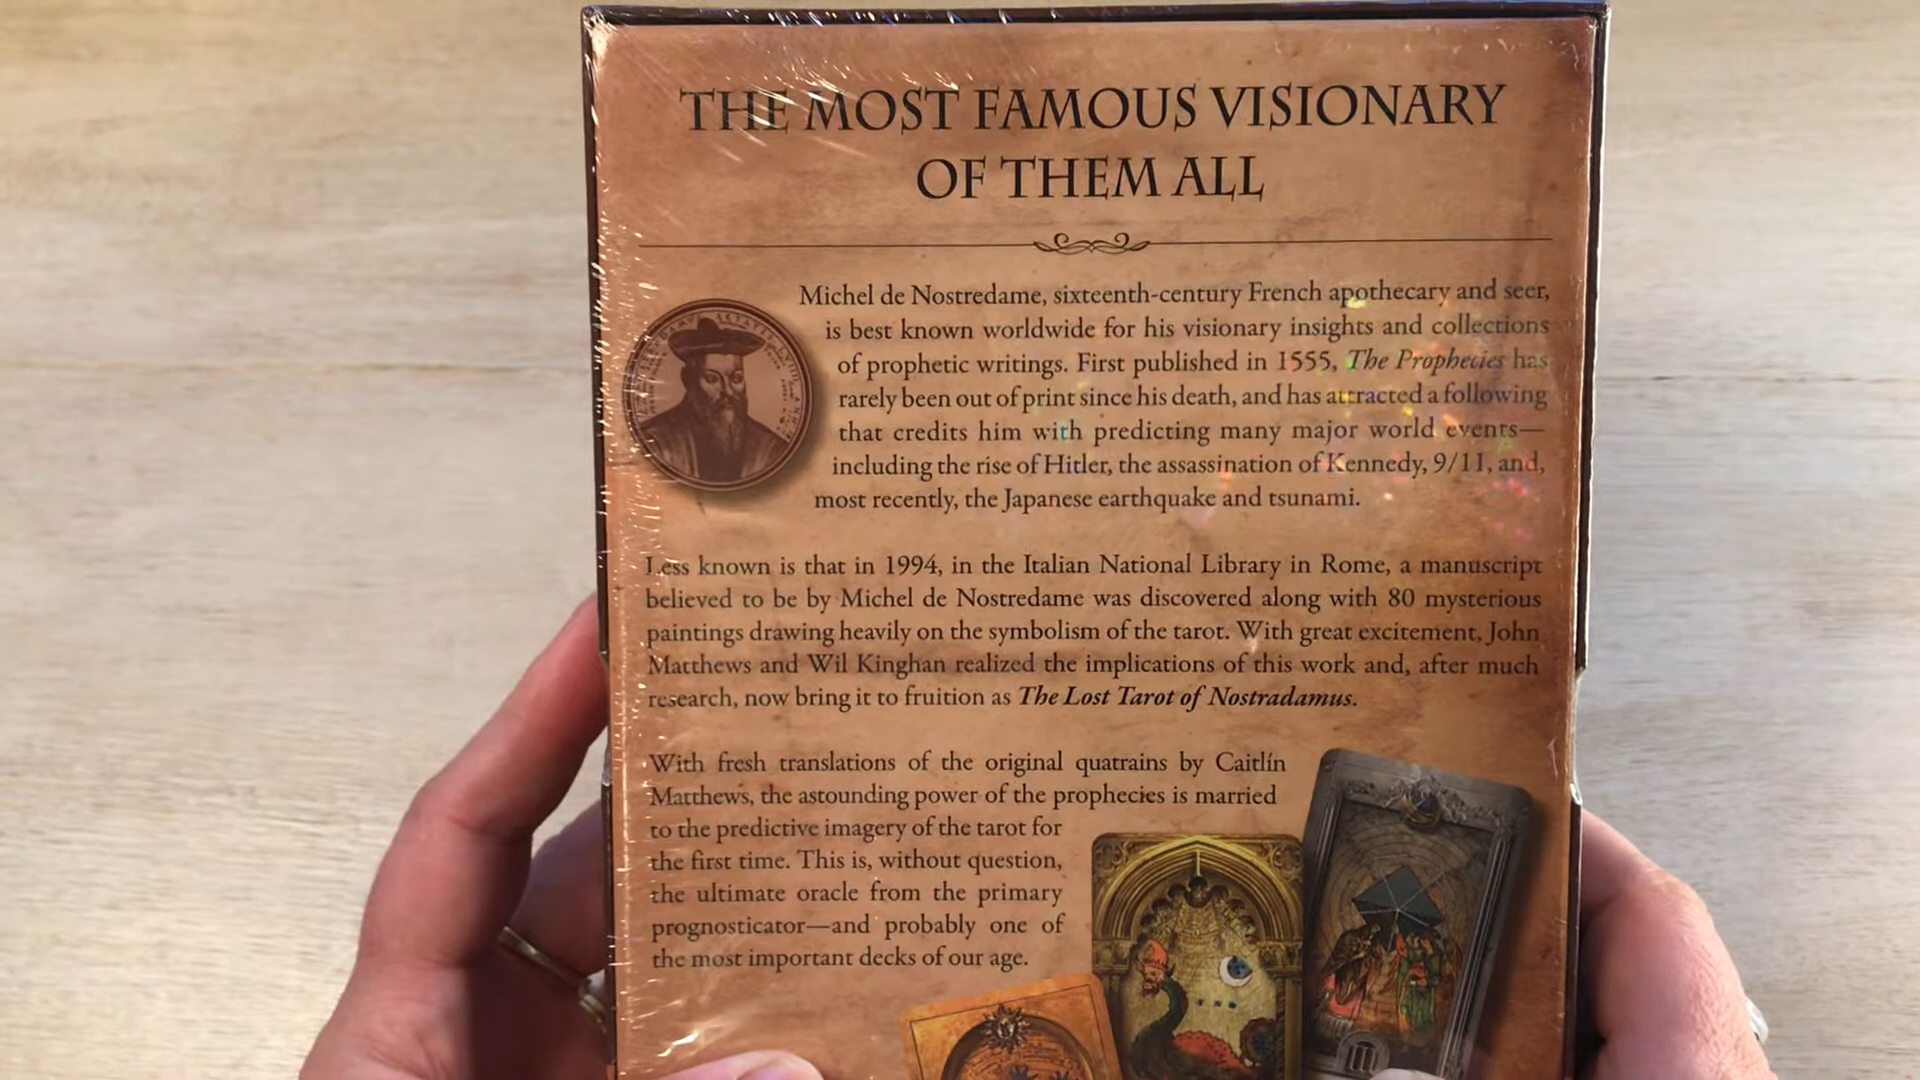 THE MOST FAMOUS VISIONARY
OF THEM ALL
Michel de Nostredame, sixteenth-century French apothecary and seer,
is best known worldwide for his visionary insights and collections
of prophetic writings. First published in 1555, The Prophecies has
rarely been out of print since his death, and has attracted a following
that credits him with predicting many major world events—
including the rise of Hitler, the assassination of Kennedy, 9/11, and,
most recently, the Japanese earthquake and tsunami.
Less known is that in 1994, in the Italian National Library in Rome, a manuscript
believed to be by Michel de Nostredame was discovered along with 80 mysterious
paintings drawing heavily on the symbolism of the tarot. With great excitement, John
Matthews and Wil Kinghan realized the implications of this work and, after much
research, now bring it to fruition as The Lost Tarot of Nostradamus.
With fresh translations of the original quatrains by Caitlín
Matthews, the astounding power of the prophecies is married
to the predictive imagery of the tarot for
the first time. This is, without question,
the ultimate oracle from the primary
prognosticator—and probably one of
the most important decks of our age.
III